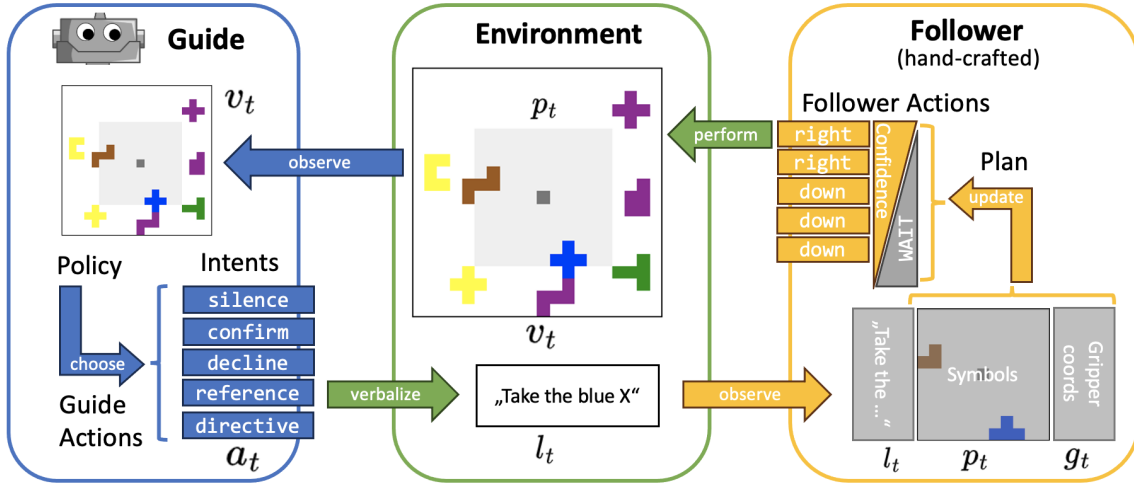 Guide
v_t
observe
Policy
Intents
choose
Guide
Actions
silence
confirm
decline
reference
directive
a_t
verbalize
Environment
p_t
v_t
„Take the blue X“
l_t
perform
observe
Follower
(hand-crafted)
Follower Actions
right
right
down
down
down
Confidence
WAIT
Plan
update
„Take the
... “
Symbols
Gripper
coords
l_t
p_t
g_t